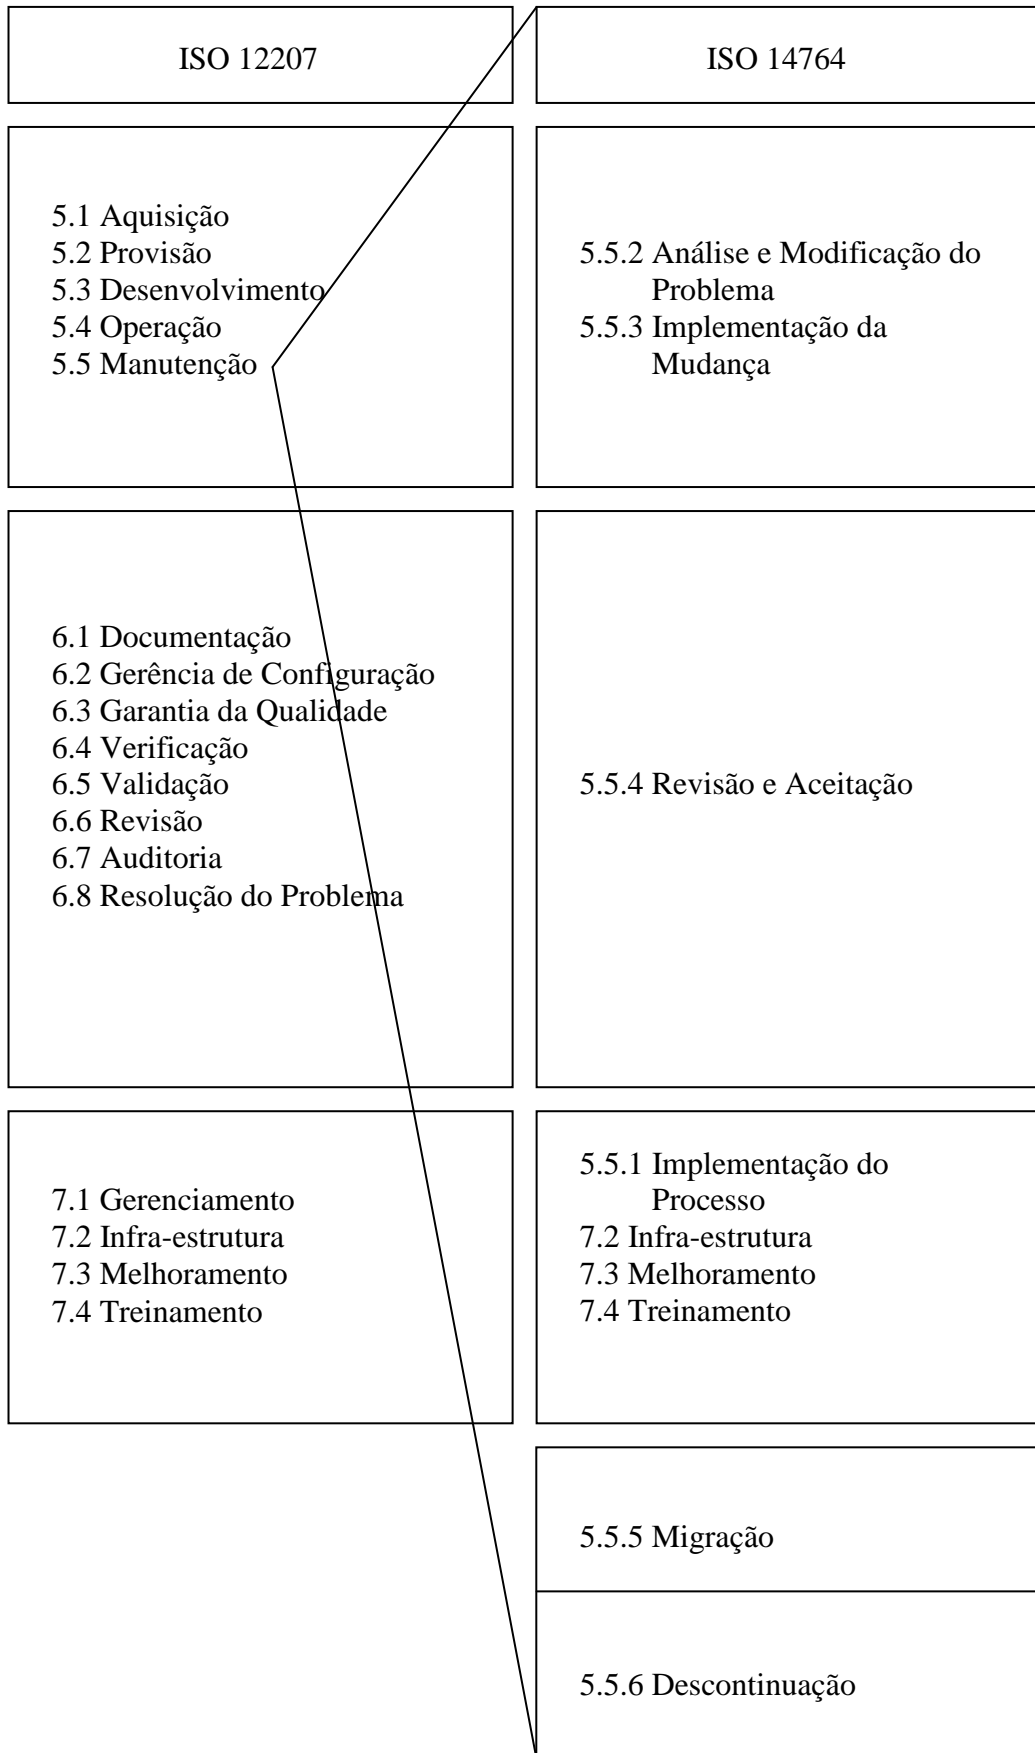 ISO 12207
ISO 14764
5.1 Aquisição
5.2 Provisão
5.3 Desenvolvimento
5.4 Operação
5.5 Manutenção
5.5.2 Análise e Modificação do
Problema
5.5.3 Implementação da
Mudança
6.1 Documentação
6.2 Gerência de Configuração
6.3 Garantia da Qualidade
6.4 Verificação
6.5 Validação
6.6 Revisão
6.7 Auditoria
6.8 Resolução do Problema
5.5.4 Revisão e Aceitação
7.1 Gerenciamento
7.2 Infra-estrutura
7.3 Melhoramento
7.4 Treinamento
5.5.1 Implementação do
Processo
7.2 Infra-estrutura
7.3 Melhoramento
7.4 Treinamento
5.5.5 Migração
5.5.6 Descontinuação